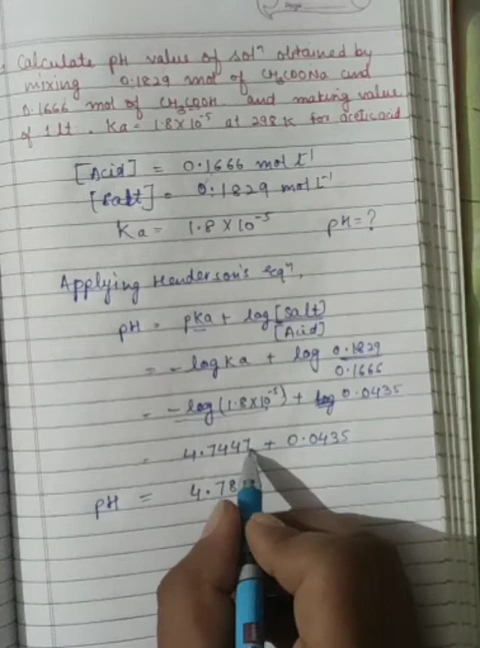 Page
Calculate pH value of solⁿ obtained by
mixing 0.1829 mol of CH₃COONa and
0.1666 mol of CH₃COOH and making value
of 1 lt. Ka = 1.8×10⁻⁵ at 298 K for acetic acid
[Acid] = 0.1666 mol L⁻¹
[Salt] = 0.1829 mol L⁻¹
Ka = 1.8 × 10⁻⁵ pH = ?
Applying Henderson's eqⁿ,
pH = pKa + log [Salt]/[Acid]
= -logKa + log 0.1829/0.1666
= -log(1.8×10⁻⁵) + log 0.0435
= 4.7447 + 0.0435
pH = 4.78